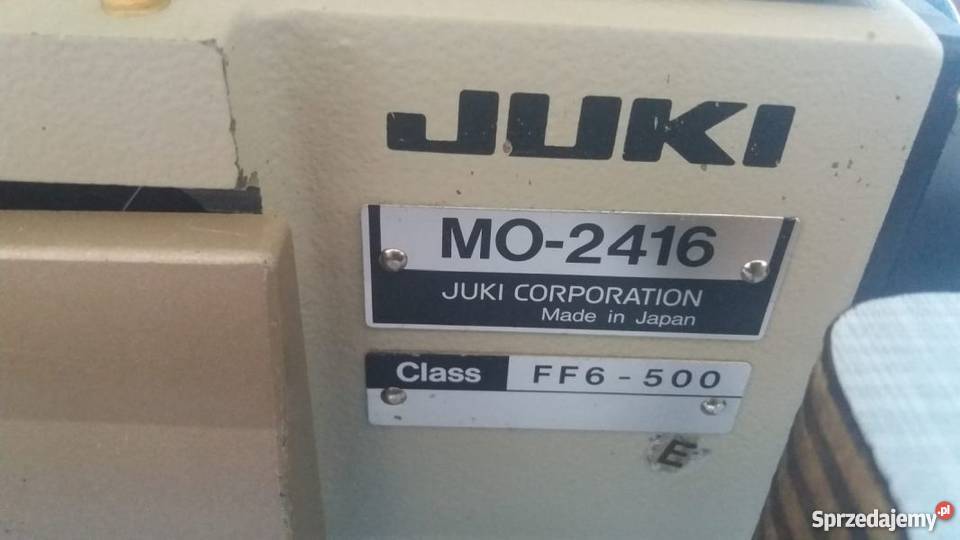 JUKI
MO-2416
JUKI CORPORATION
Made in Japan
Class FF6-500
E
Sprzedajemy.pl